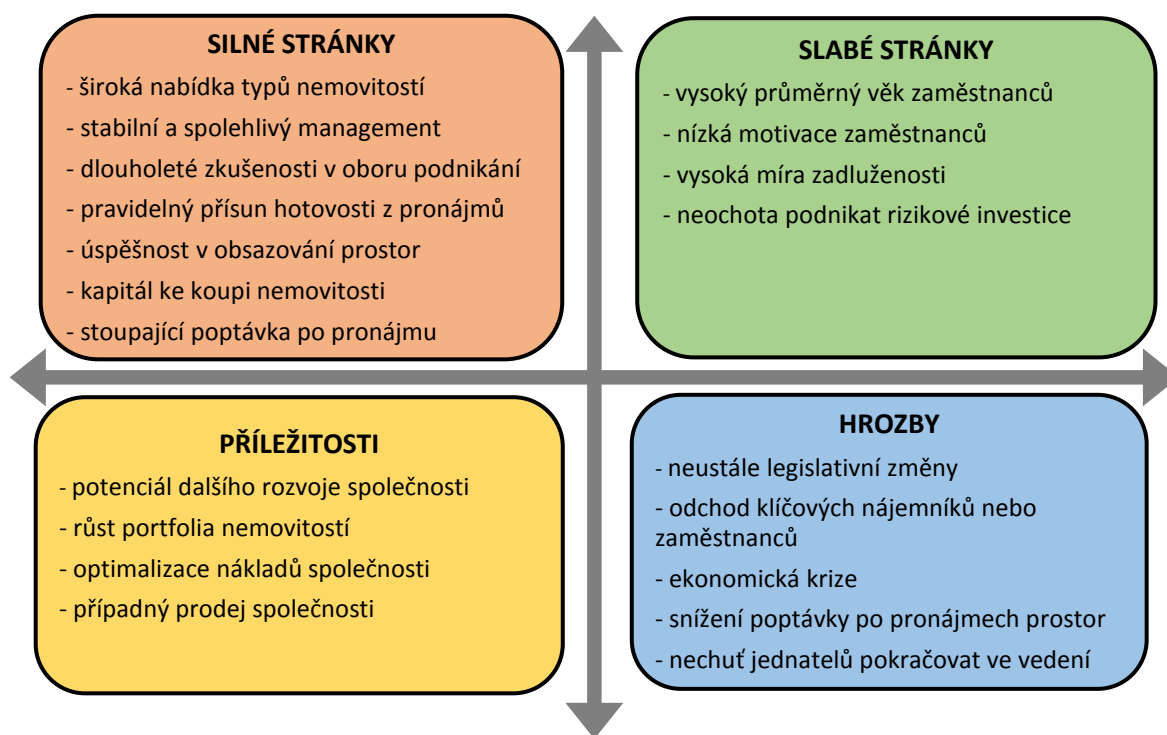 SILNÉ STRÁNKY
- široká nabídka typů nemovitostí
- stabilní a spolehlivý management
- dlouholeté zkušenosti v oboru podnikání
- pravidelný přísun hotovosti z pronájmů
- úspěšnost v obsazování prostor
- kapitál ke koupi nemovitosti
- stoupající poptávka po pronájmu
SLABÉ STRÁNKY
- vysoký průměrný věk zaměstnanců
- nízká motivace zaměstnanců
- vysoká míra zadluženosti
- neochota podnikat rizikové investice
PŘÍLEŽITOSTI
- potenciál dalšího rozvoje společnosti
- růst portfolia nemovitostí
- optimalizace nákladů společnosti
- případný prodej společnosti
HROZBY
- neustále legislativní změny
- odchod klíčových nájemníků nebo
zaměstnanců
- ekonomická krize
- snížení poptávky po pronájmech prostor
- nechuť jednatelů pokračovat ve vedení